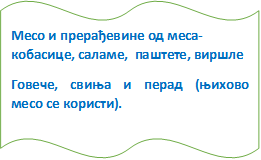 Месо и прерађевине од меса-
кобасице, саламе, паштете, виршле
Говече, свиња и перад (њихово
месо се користи).